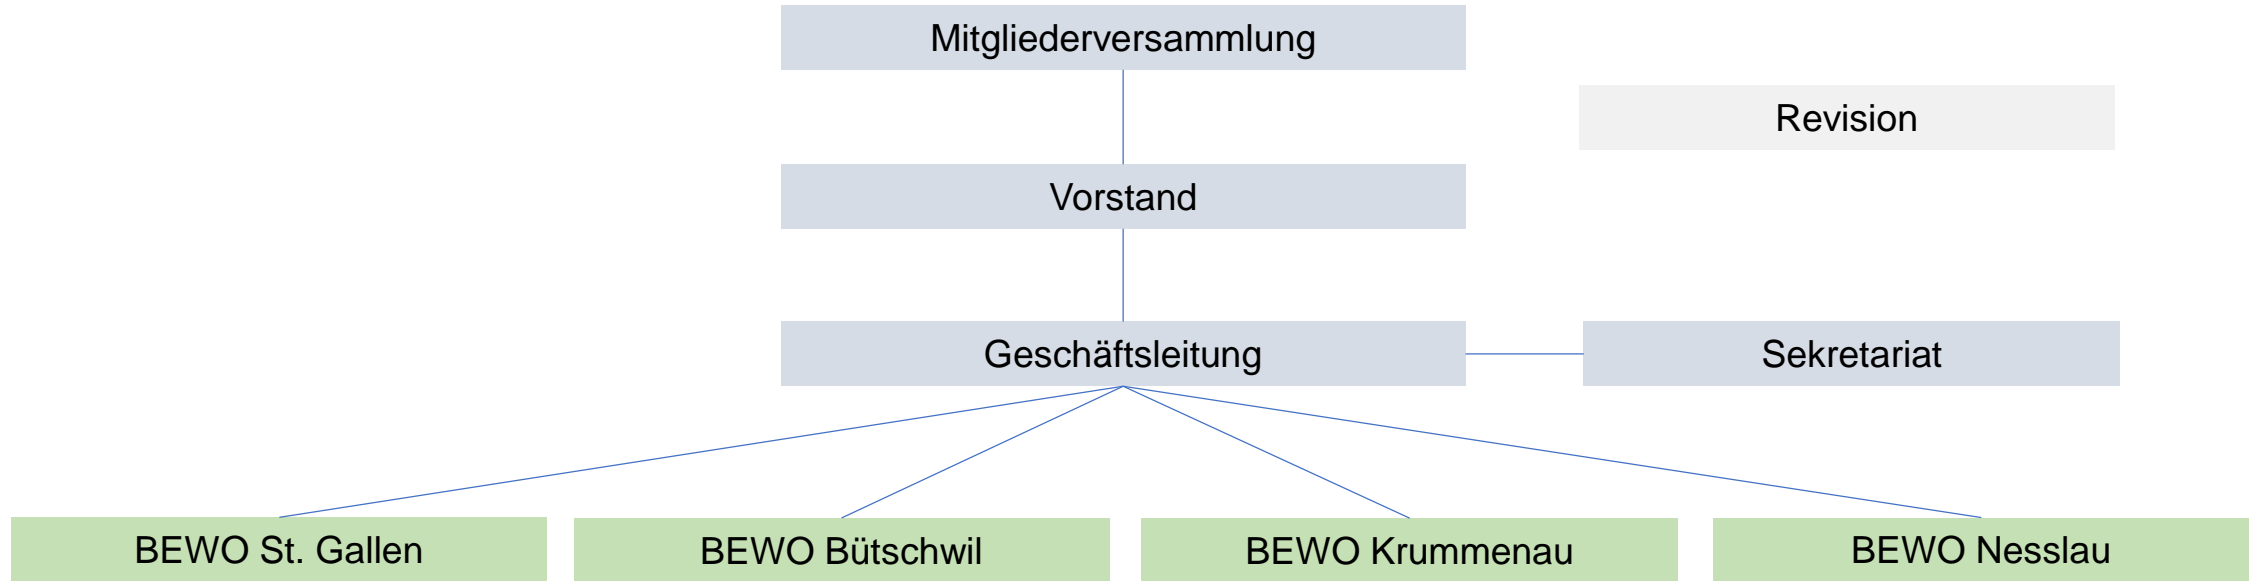 Mitgliederversammlung
Revision
Vorstand
Geschäftsleitung
Sekretariat
BEWO St. Gallen
BEWO Bütschwil
BEWO Krummenau
BEWO Nesslau